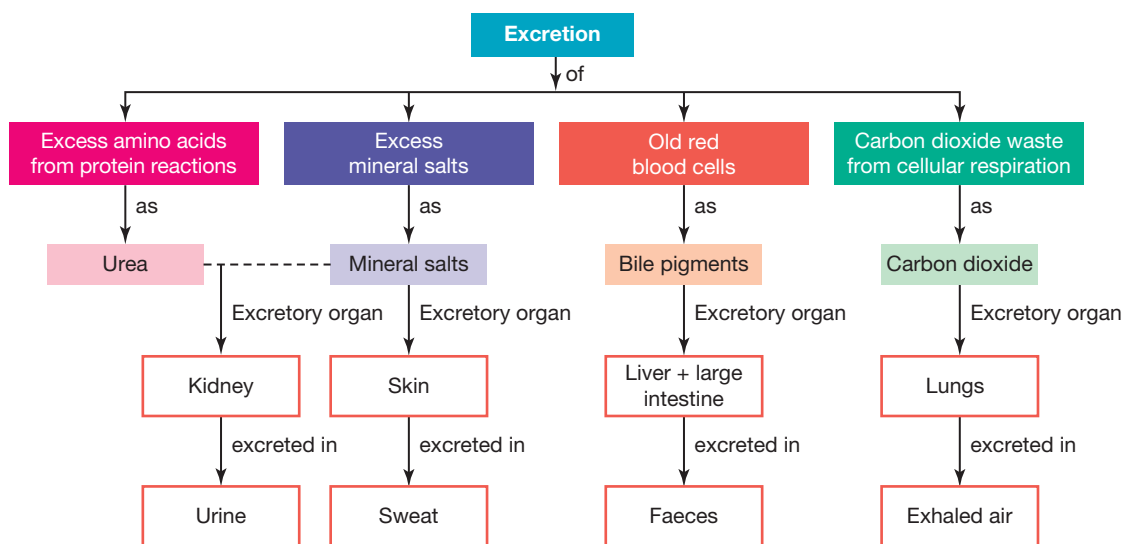 Excretion
of
Excess amino acids
from protein reactions
Excess
mineral salts
Old red
blood cells
Carbon dioxide waste
from cellular respiration
as
as
as
as
Urea
Mineral salts
Bile pigments
Carbon dioxide
Excretory organ
Excretory organ
Excretory organ
Excretory organ
Kidney
Skin
Liver + large
intestine
Lungs
excreted in
excreted in
excreted in
excreted in
Urine
Sweat
Faeces
Exhaled air